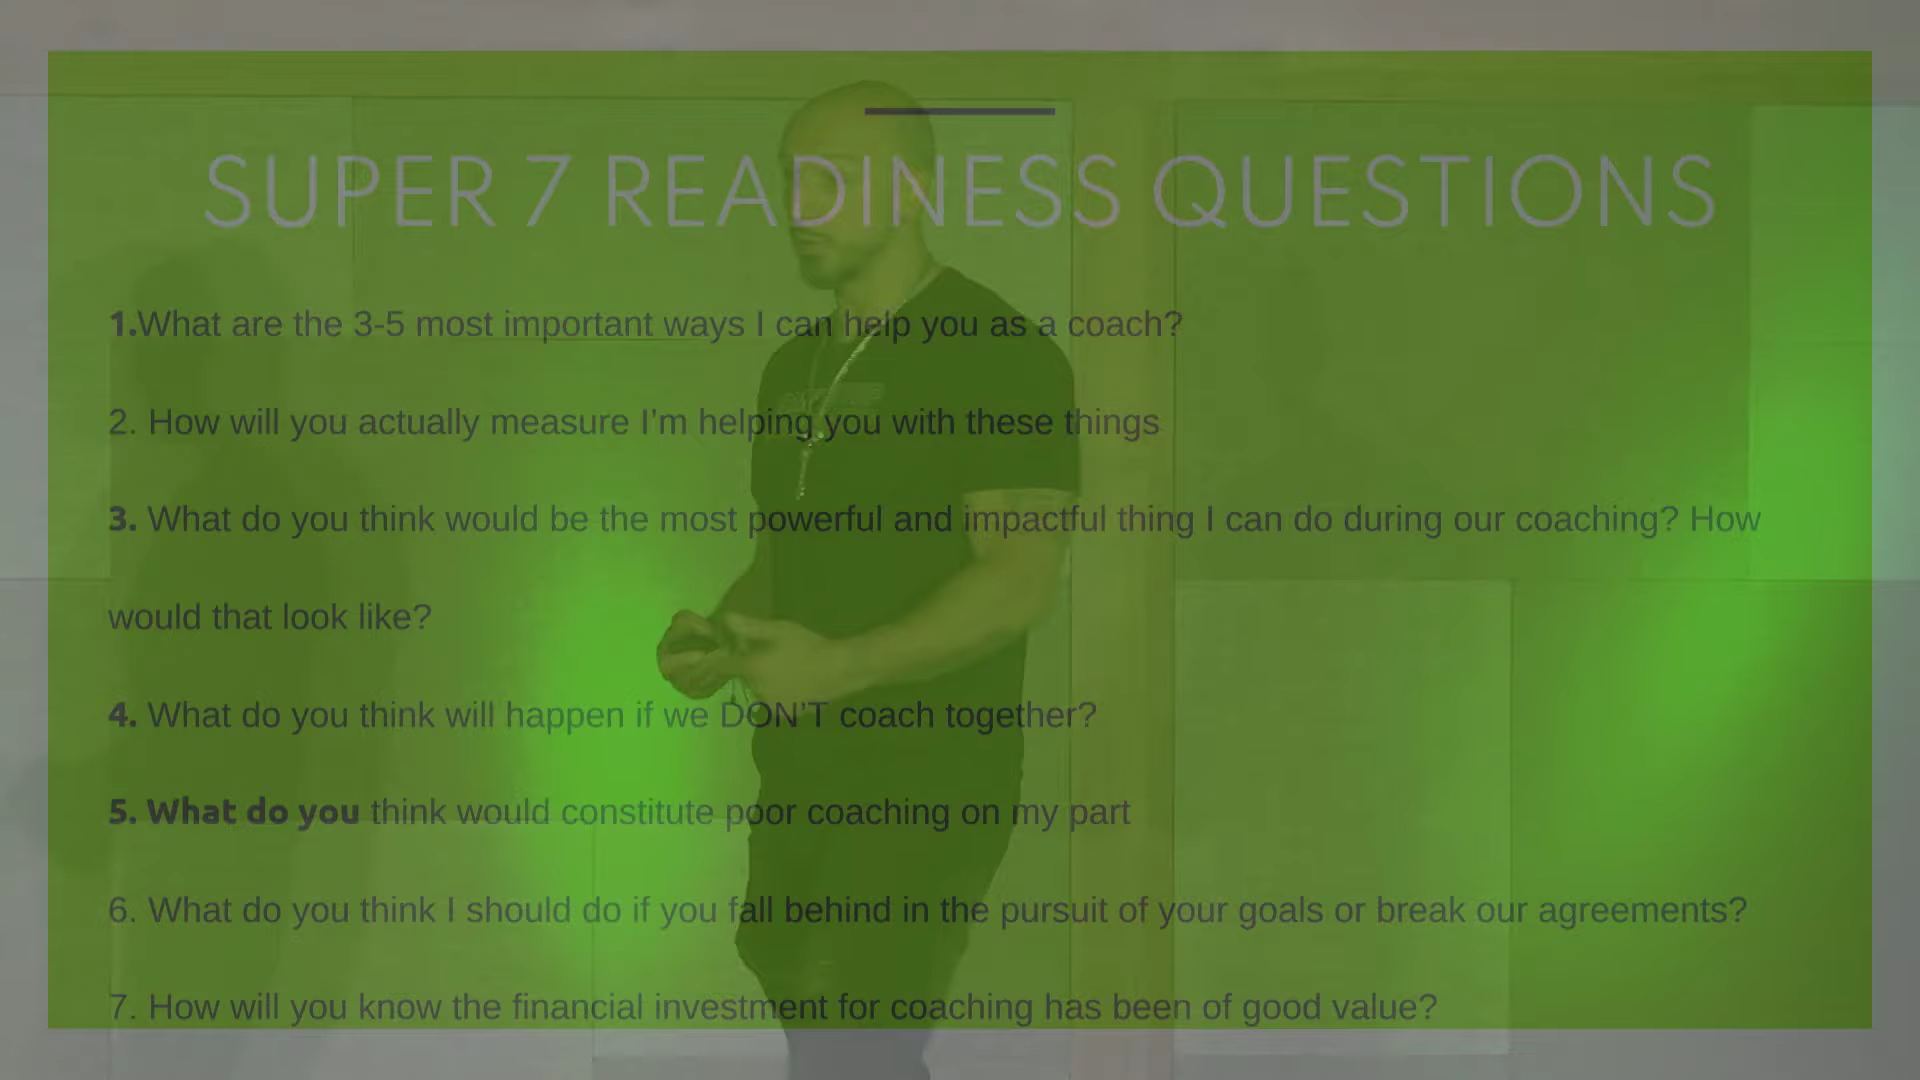 SUPER 7 READINESS QUESTIONS
1.What are the 3-5 most important ways I can help you as a coach?
2. How will you actually measure I'm helping you with these things
3. What do you think would be the most powerful and impactful thing I can do during our coaching? How
would that look like?
4. What do you think will happen if we DON'T coach together?
5. What do you think would constitute poor coaching on my part
6. What do you think I should do if you fall behind in the pursuit of your goals or break our agreements?
7. How will you know the financial investment for coaching has been of good value?